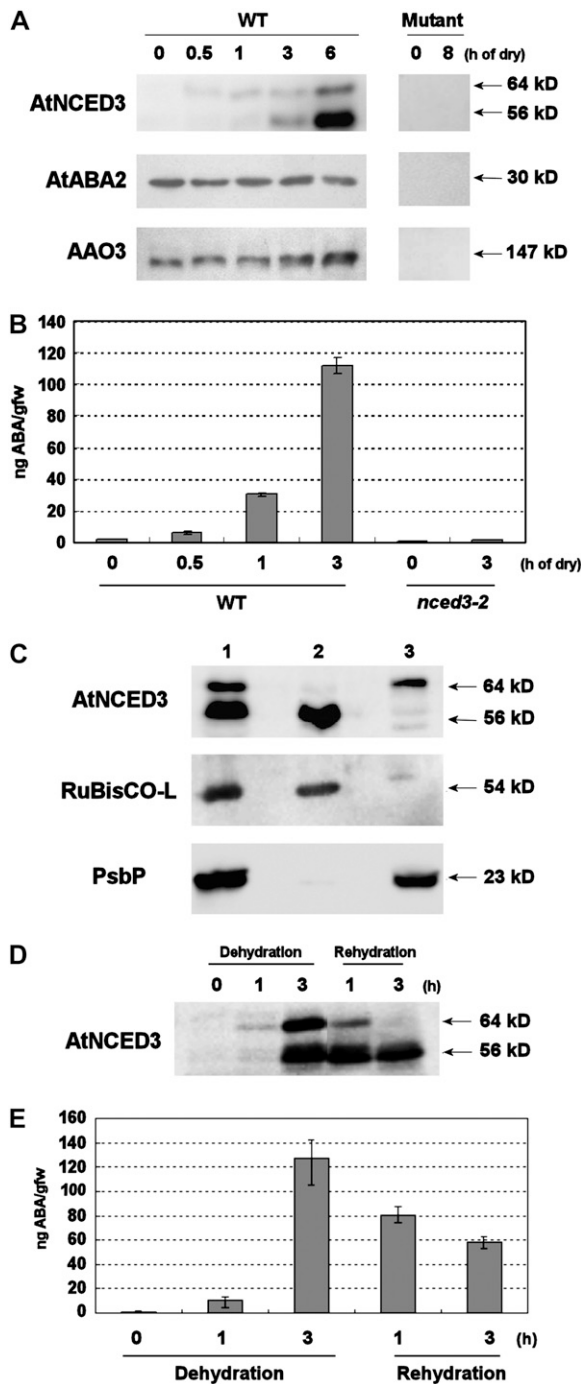 A
WT
Mutant
0 0.5 1 3 6
0 8 (h of dry)
AtNCED3
64 kD
56 kD
AtABA2
30 kD
AAO3
147 kD
B
140
120
100
80
60
40
20
0
ng ABA/gfw
0 0.5 1 3 0 3 (h of dry)
WT nced3-2
C
1 2 3
AtNCED3
64 kD
56 kD
RuBisCO-L
54 kD
PsbP
23 kD
D
Dehydration Rehydration
0 1 3 1 3 (h)
AtNCED3
64 kD
56 kD
E
160
140
120
100
80
60
40
20
0
ng ABA/gfw
0 1 3 1 3 (h)
Dehydration Rehydration